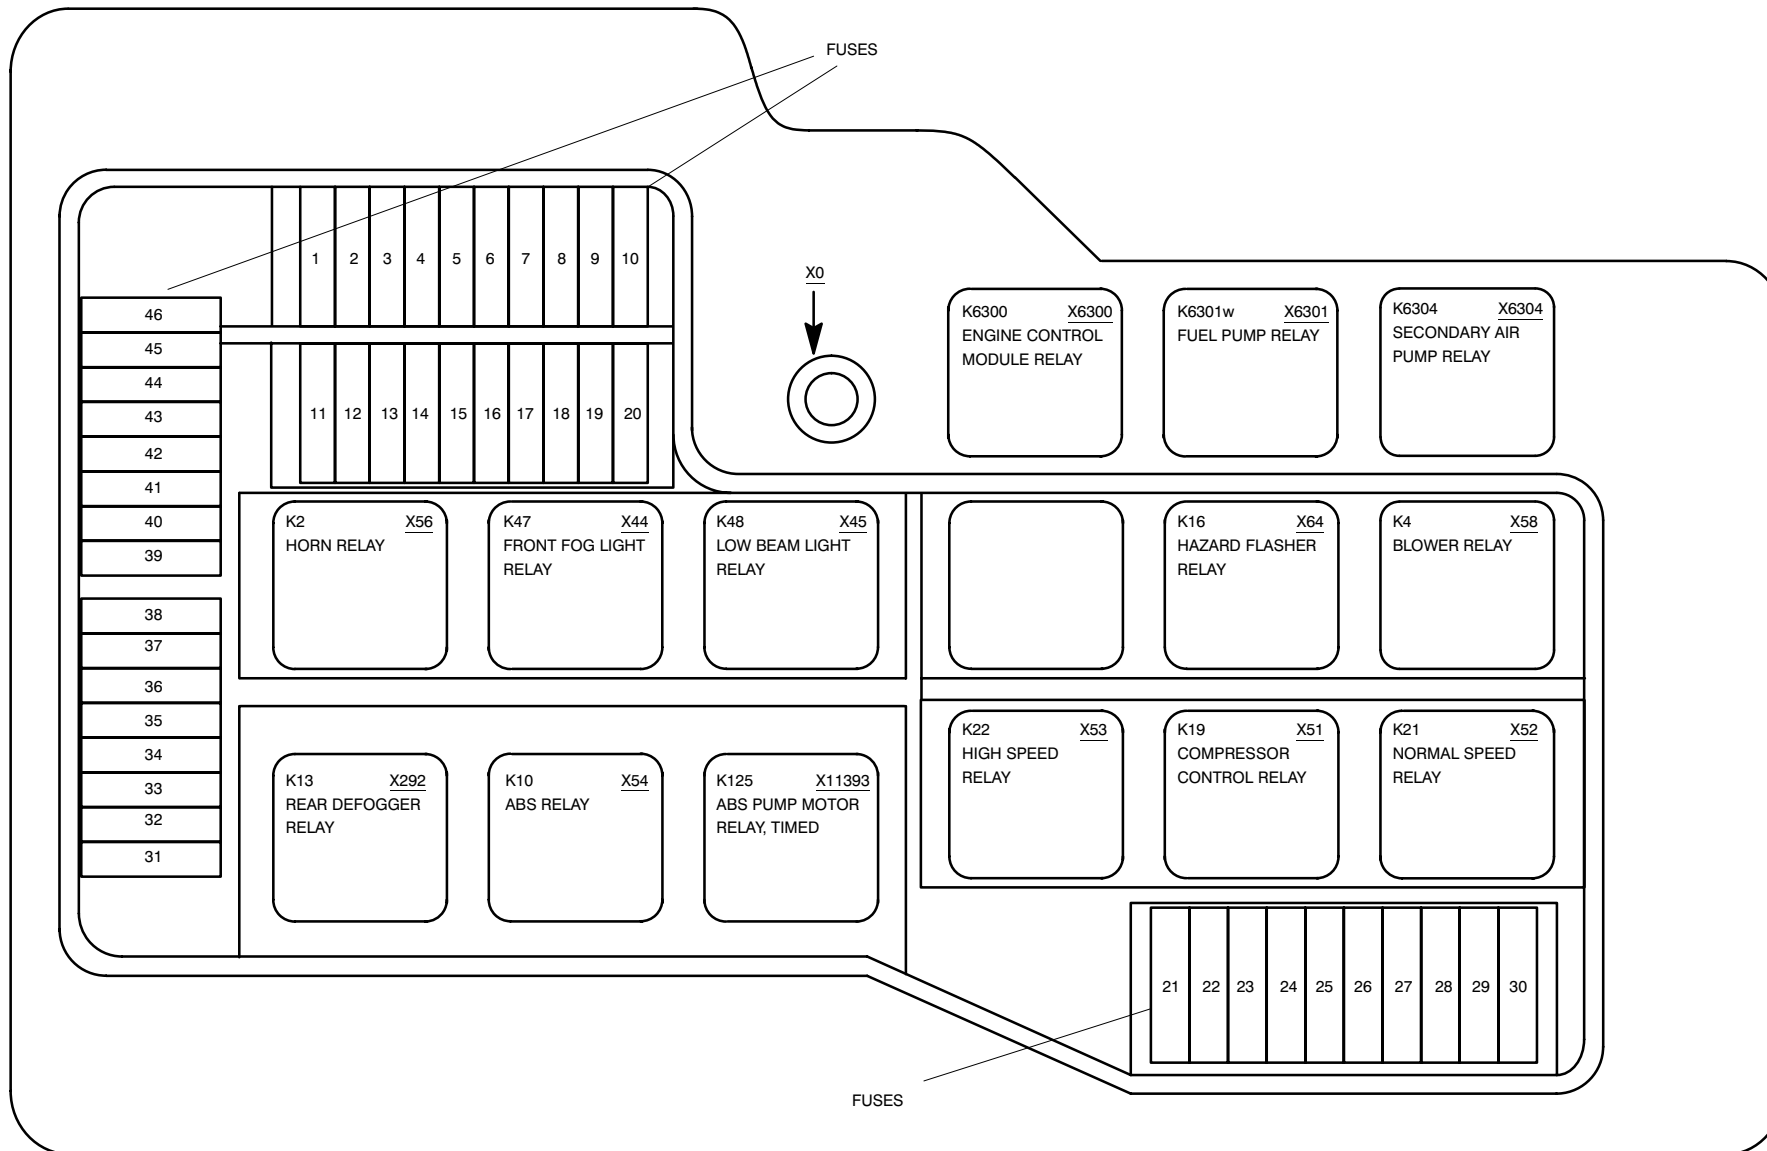 FUSES
1 2 3 4 5 6 7 8 9 10
X0
46
45
44
43
42
41
40
39
38
37
36
35
34
33
32
31
11 12 13 14 15 16 17 18 19 20
K6300 X6300
ENGINE CONTROL
MODULE RELAY
K6301w X6301
FUEL PUMP RELAY
K6304 X6304
SECONDARY AIR
PUMP RELAY
K2 X56
HORN RELAY
K47 X44
FRONT FOG LIGHT
RELAY
K48 X45
LOW BEAM LIGHT
RELAY
K16 X64
HAZARD FLASHER
RELAY
K4 X58
BLOWER RELAY
K13 X292
REAR DEFOGGER
RELAY
K10 X54
ABS RELAY
K125 X11393
ABS PUMP MOTOR
RELAY, TIMED
K22 X53
HIGH SPEED
RELAY
K19 X51
COMPRESSOR
CONTROL RELAY
K21 X52
NORMAL SPEED
RELAY
21 22 23 24 25 26 27 28 29 30
FUSES